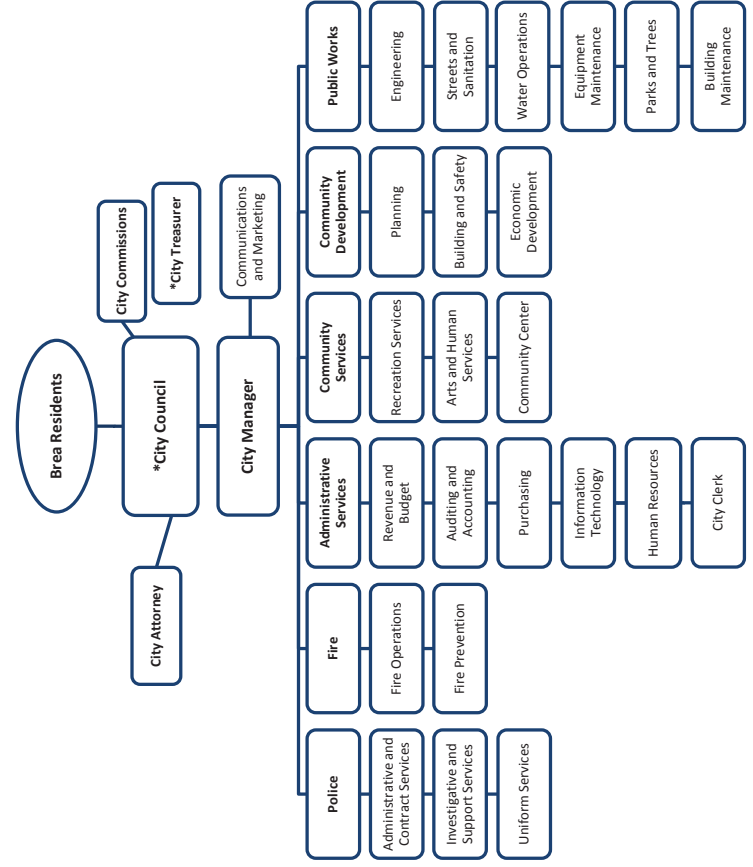 Brea Residents
City Commissions
*City Treasurer
*City Council
City Attorney
City Manager
Communications
and Marketing
Police
Administrative and
Contract Services
Investigative and
Support Services
Uniform Services
Fire
Fire Operations
Fire Prevention
Administrative
Services
Revenue and
Budget
Auditing and
Accounting
Purchasing
Information
Technology
Human Resources
City Clerk
Community
Services
Recreation Services
Arts and Human
Services
Community Center
Community
Development
Planning
Building and Safety
Economic
Development
Public Works
Engineering
Streets and
Sanitation
Water Operations
Equipment
Maintenance
Parks and Trees
Building
Maintenance